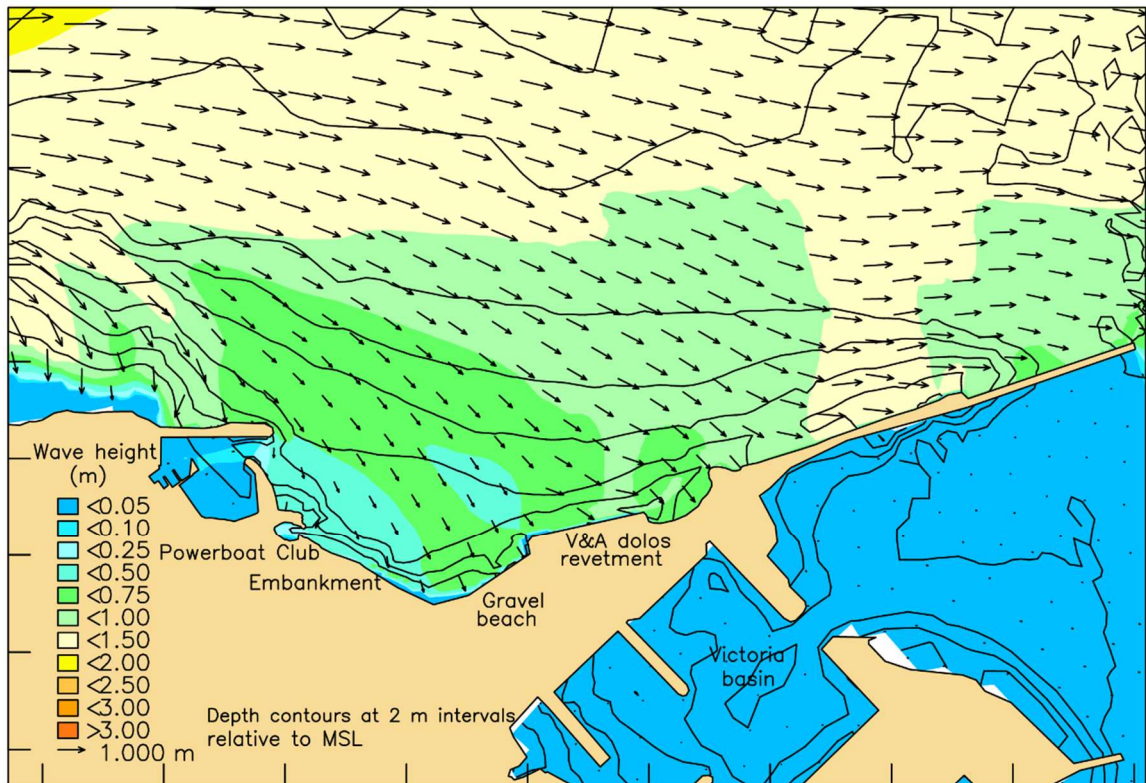 Wave height
(m)
<0.05
<0.10
<0.25
<0.50
<0.75
<1.00
<1.50
<2.00
<2.50
<3.00
>3.00
1.000 m
Powerboat Club
Embankment
Gravel
beach
V&A dolos
revetment
Victoria
basin
Depth contours at 2 m intervals
relative to MSL